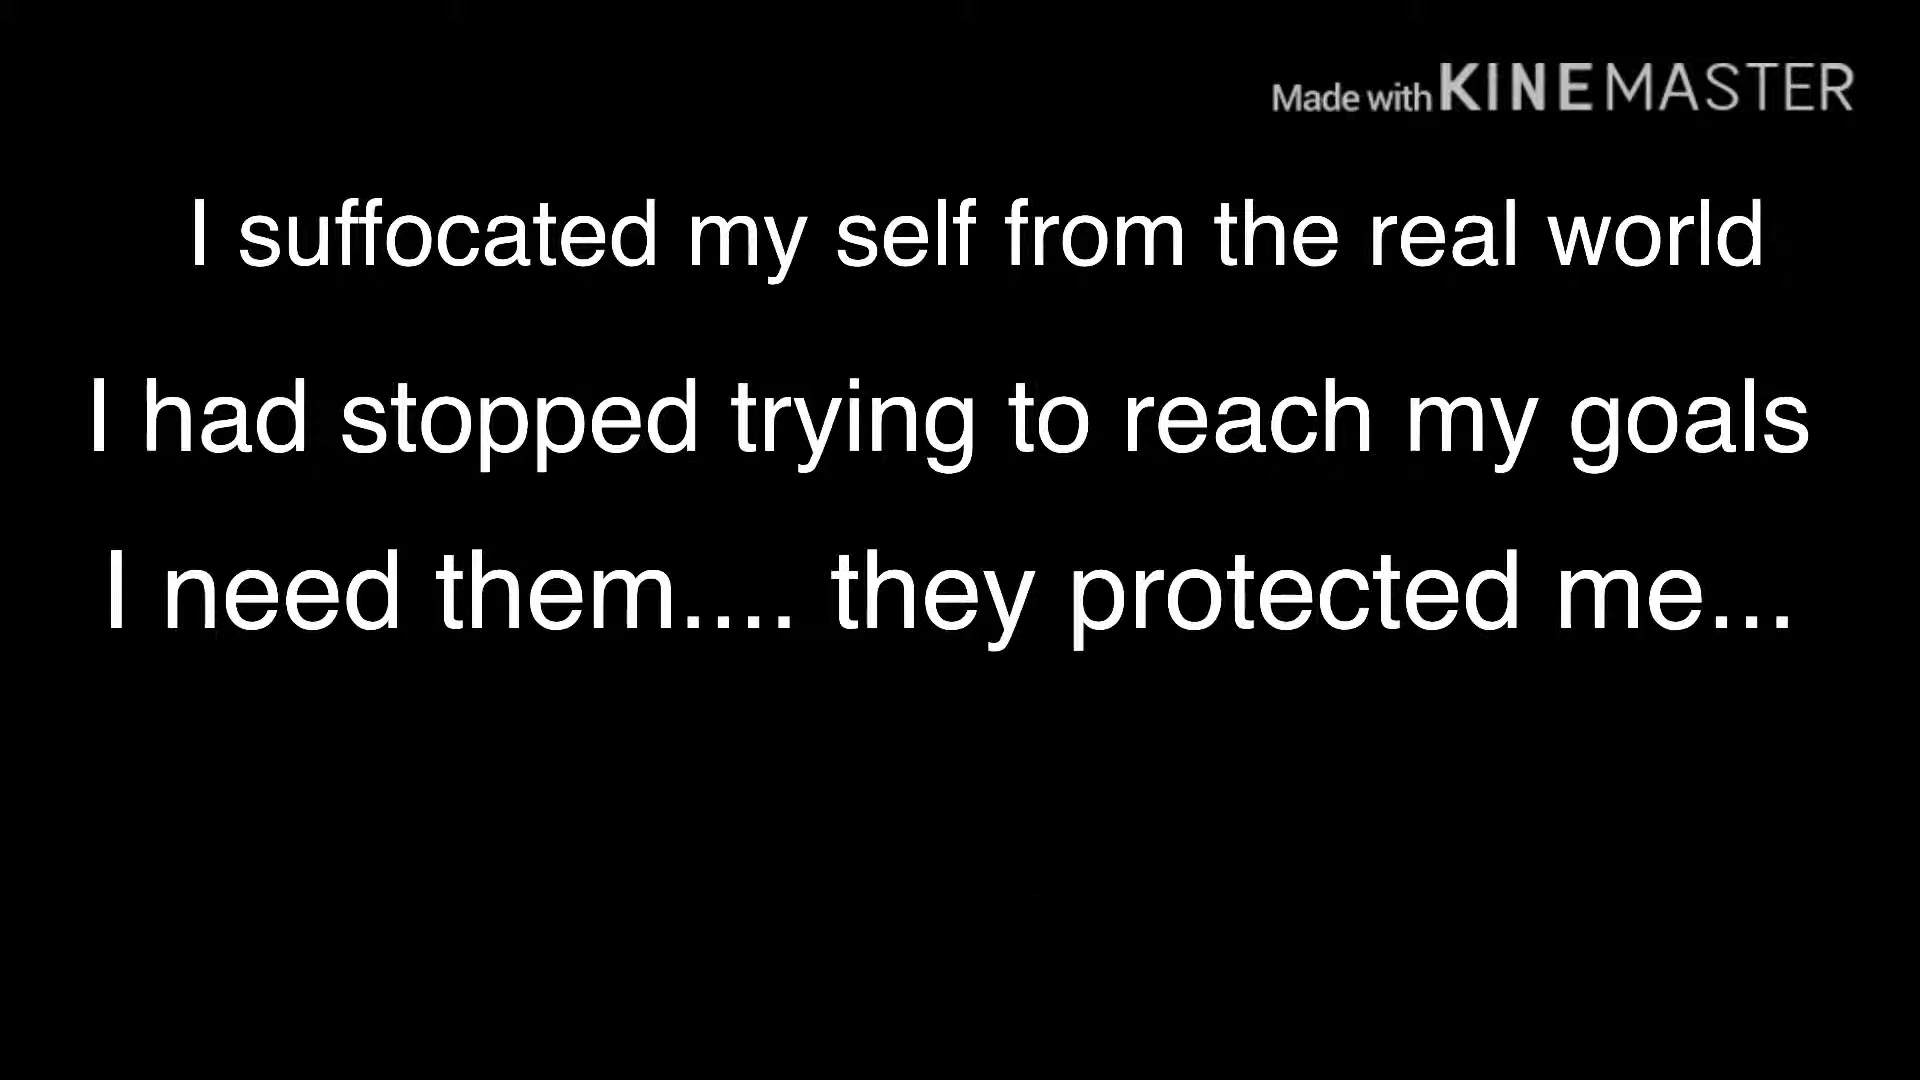 Made with KINEMASTER
I suffocated my self from the real world
I had stopped trying to reach my goals
I need them.... they protected me...